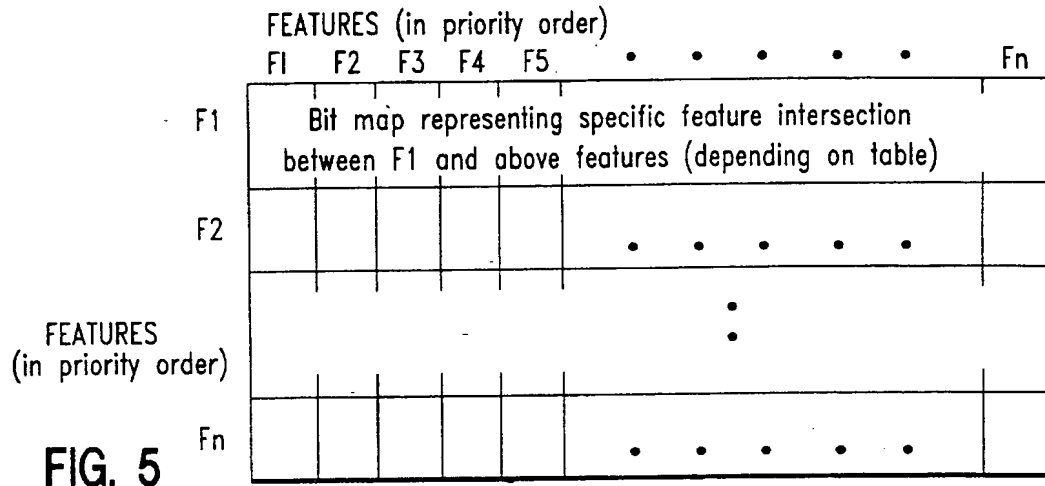 FEATURES (in priority order)
F1 F2 F3 F4 F5 • • • • • Fn
F1 Bit map representing specific feature intersection
between F1 and above features (depending on table)
F2 • • • • •
•
•
FEATURES
(in priority order)
Fn • • • • •
FIG. 5